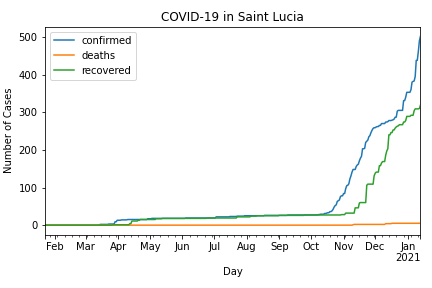 COVID-19 in Saint Lucia
confirmed
deaths
recovered
Number of Cases
500
400
300
200
100
0
Feb Mar Apr May Jun Jul Aug Sep Oct Nov Dec Jan
2021
Day